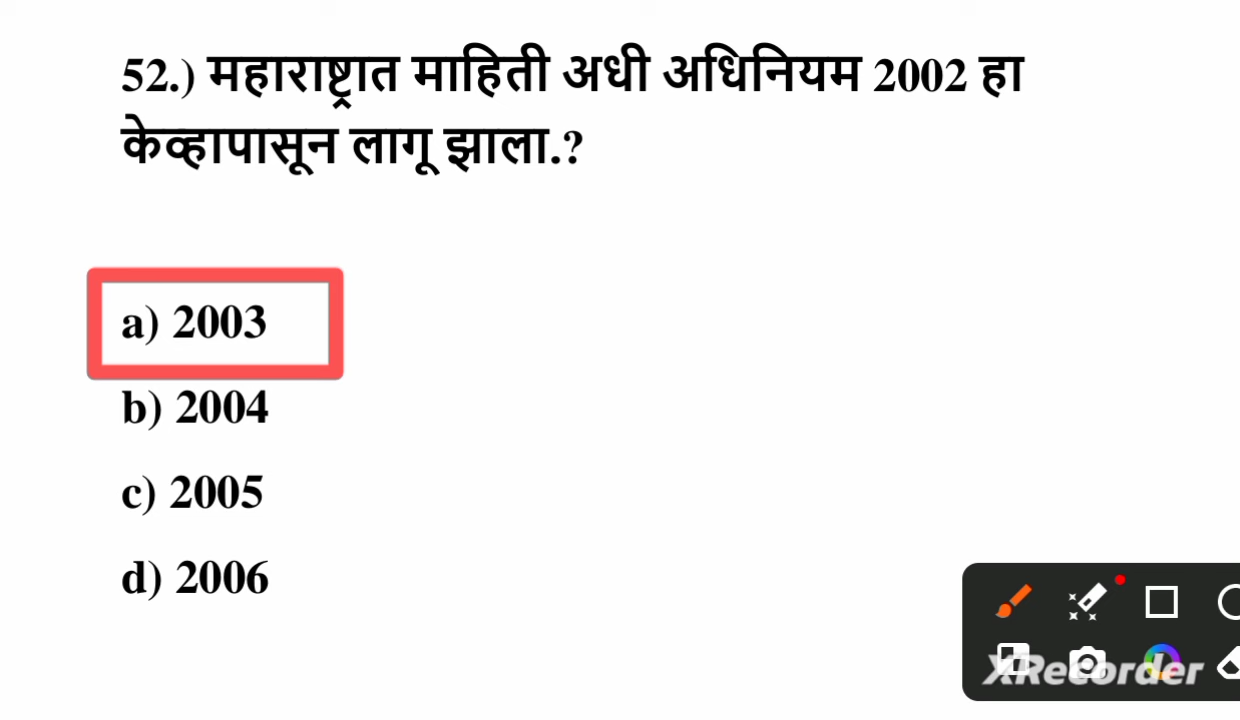 52.) महाराष्ट्रात माहिती अधी अधिनियम 2002 हा
केव्हापासून लागू झाला.?
a) 2003
b) 2004
c) 2005
d) 2006
XRecorder